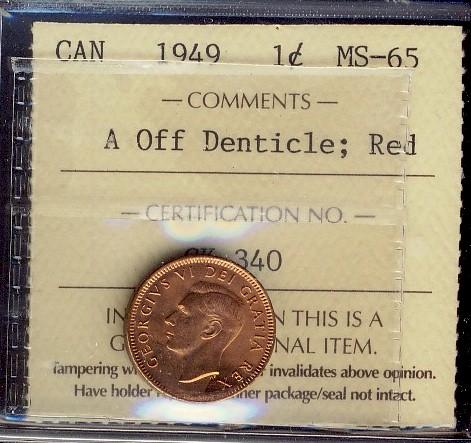 CAN 1949 1¢ MS-65
— COMMENTS —
A Off Denticle; Red
— CERTIFICATION NO. —
340
IN THIS IS A
NAL ITEM.
Tampering invalidates above opinion.
Have holder package/seal not intact.
GEORGIVS VI DEI GRATIA REX